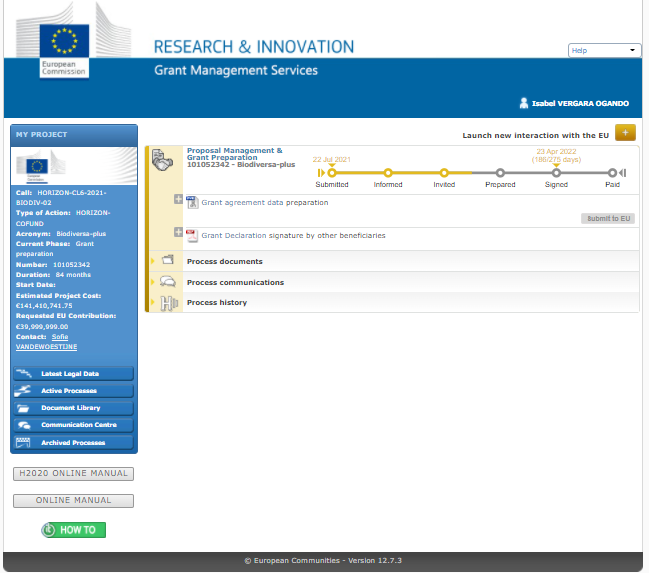 European
Commission
RESEARCH & INNOVATION
Grant Management Services
Help
Isabel VERGARA OGANDO
MY PROJECT
Call: HORIZON-CL6-2021-
BIODIV-02
Type of Action: HORIZON-
COFUND
Acronym: Biodiversa-plus
Current Phase: Grant
preparation
Number: 101052342
Duration: 84 months
Start Date:
Estimated Project Cost:
€141,410,741.75
Requested EU Contribution:
€39,999,999.00
Contact: Sofie
VANDEWOESTIJNE
Latest Legal Data
Active Processes
Document Library
Communication Centre
Archived Processes
H2020 ONLINE MANUAL
ONLINE MANUAL
HOW TO
Launch new interaction with the EU +
Proposal Management &
Grant Preparation
101052342 - Biodiversa-plus
22 Jul 2021
23 Apr 2022
(186/275 days)
Submitted Informed Invited Prepared Signed Paid
Grant agreement data preparation
Submit to EU
Grant Declaration signature by other beneficiaries
Process documents
Process communications
Process history
© European Communities - Version 12.7.3